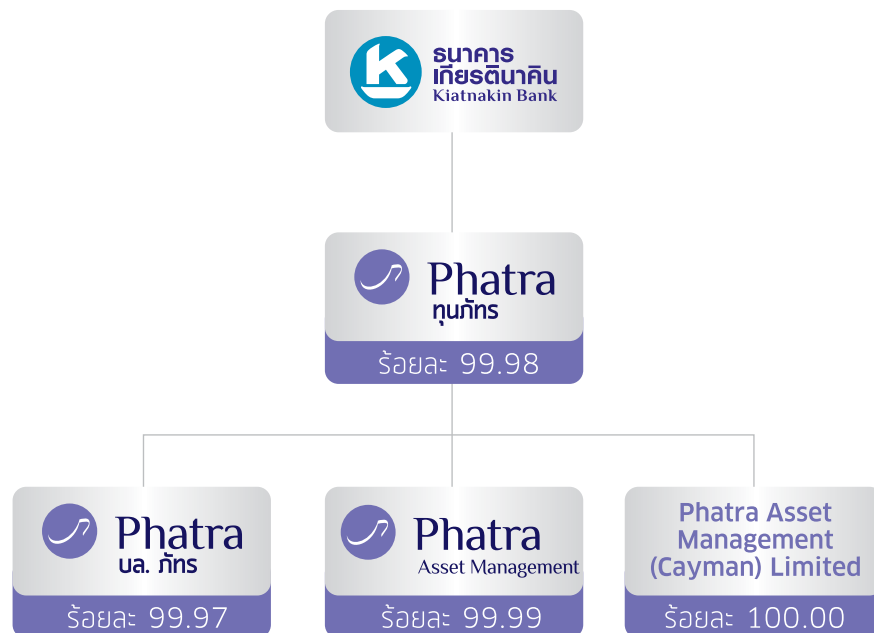 ธนาคาร
เกียรตินาคิน
Kiatnakin Bank
Phatra
ทุนภัทร
ร้อยละ 99.98
Phatra
บล. ภัทร
ร้อยละ 99.97
Phatra
Asset Management
ร้อยละ 99.99
Phatra Asset
Management
(Cayman) Limited
ร้อยละ 100.00